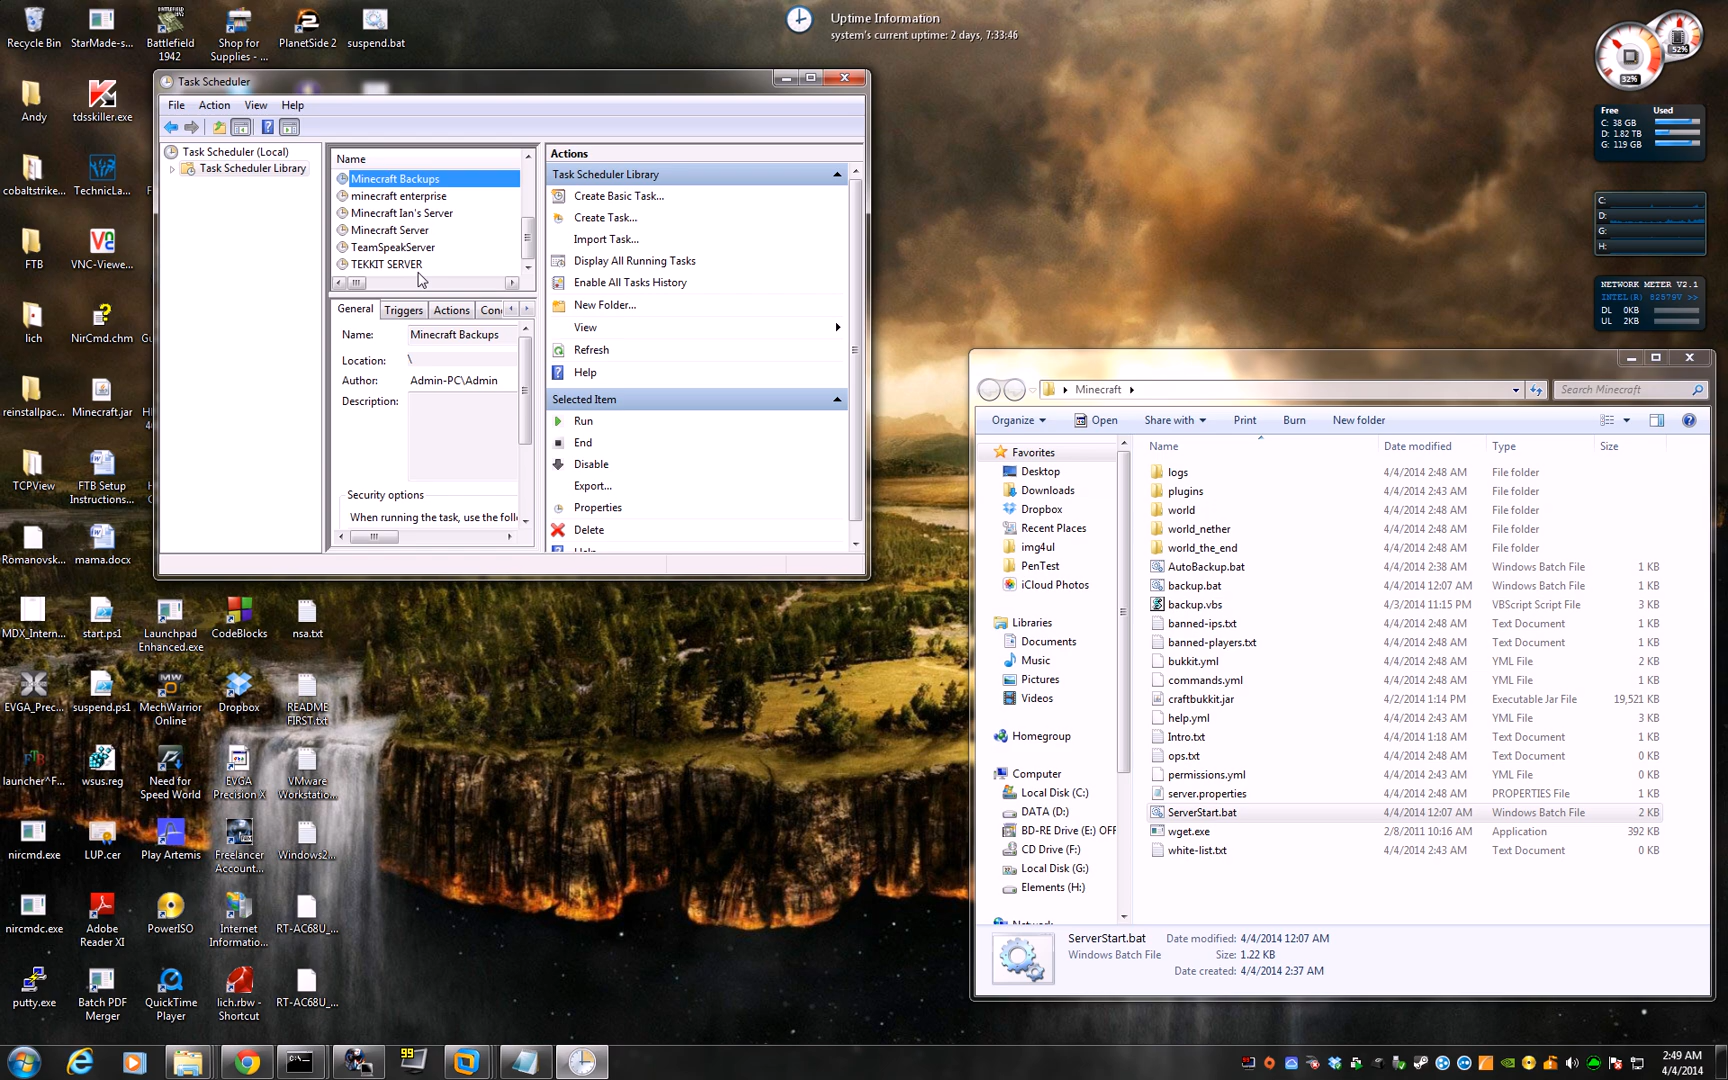 Recycle Bin
StarMade-s...
Battlefield 1942
Shop for Supplies - ...
PlanetSide 2
suspend.bat
Uptime Information
system's current uptime: 2 days, 7:33:46
52%
32%
Free Used
C: 38 GB
D: 1.82 TB
G: 119 GB
C:
D:
G:
H:
NETWORK METER V2.1
INTEL(R) 82579V >>
DL 0KB
UL 2KB
Andy
tdsskiller.exe
cobaltstrike...
TechnicLa...
FTB
VNC-Viewe...
lich
NirCmd.chm
reinstallpac...
Minecraft.jar
TCPView
FTB Setup Instructions...
Romanovsk...
mama.docx
Task Scheduler
File Action View Help
Task Scheduler (Local)
Task Scheduler Library
Name
Minecraft Backups
minecraft enterprise
Minecraft Ian's Server
Minecraft Server
TeamSpeakServer
TEKKIT SERVER
General Triggers Actions
Name: Minecraft Backups
Location: \
Author: Admin-PC\Admin
Description:
Security options
When running the task, use the foll
Actions
Task Scheduler Library
Create Basic Task...
Create Task...
Import Task...
Display All Running Tasks
Enable All Tasks History
New Folder...
View
Refresh
Help
Selected Item
Run
End
Disable
Export...
Properties
Delete
Help
Minecraft
Search Minecraft
Organize Open Share with Print Burn New folder
Favorites
Desktop
Downloads
Dropbox
Recent Places
img4ul
PenTest
iCloud Photos
Libraries
Documents
Music
Pictures
Videos
Homegroup
Computer
Local Disk (C:)
DATA (D:)
BD-RE Drive (E:) OFF
CD Drive (F:)
Local Disk (G:)
Elements (H:)
Network
Name Date modified Type Size
logs 4/4/2014 2:48 AM File folder
plugins 4/4/2014 2:43 AM File folder
world 4/4/2014 2:48 AM File folder
world_nether 4/4/2014 2:48 AM File folder
world_the_end 4/4/2014 2:48 AM File folder
AutoBackup.bat 4/4/2014 2:38 AM Windows Batch File 1 KB
backup.bat 4/4/2014 12:07 AM Windows Batch File 1 KB
backup.vbs 4/3/2014 11:15 PM VBScript Script File 3 KB
banned-ips.txt 4/4/2014 2:48 AM Text Document 1 KB
banned-players.txt 4/4/2014 2:48 AM Text Document 1 KB
bukkit.yml 4/4/2014 2:48 AM YML File 2 KB
commands.yml 4/4/2014 2:48 AM YML File 1 KB
craftbukkit.jar 4/2/2014 1:14 PM Executable Jar File 19,521 KB
help.yml 4/4/2014 2:43 AM YML File 3 KB
Intro.txt 4/4/2014 1:18 AM Text Document 1 KB
ops.txt 4/4/2014 2:48 AM Text Document 0 KB
permissions.yml 4/4/2014 2:43 AM YML File 0 KB
server.properties 4/4/2014 2:48 AM PROPERTIES File 1 KB
ServerStart.bat 4/4/2014 12:07 AM Windows Batch File 2 KB
wget.exe 2/8/2011 10:16 AM Application 392 KB
white-list.txt 4/4/2014 2:43 AM Text Document 0 KB
ServerStart.bat Date modified: 4/4/2014 12:07 AM
Windows Batch File Size: 1.22 KB
Date created: 4/4/2014 2:37 AM
MDX_Intern...
start.ps1
Launchpad Enhanced.exe
CodeBlocks
nsa.txt
EVGA_Prec...
suspend.ps1
MechWarrior Online
Dropbox
README FIRST.txt
launcher^F...
wsus.reg
Need for Speed World
EVGA Precision X
VMware Workstatio...
nircmd.exe
LUP.cer
Play Artemis
Freelancer Account...
Windows2...
nircmdc.exe
Adobe Reader XI
PowerISO
Internet Informatio...
RT-AC68U_...
putty.exe
Batch PDF Merger
QuickTime Player
lich.rbw - Shortcut
RT-AC68U_...
99
2:49 AM
4/4/2014